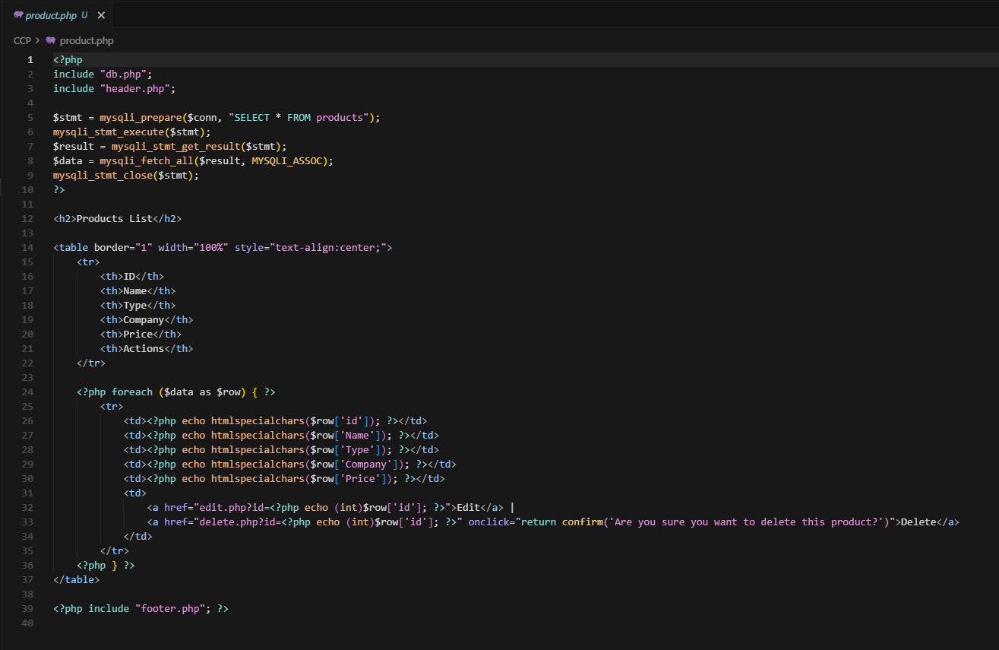 product.php U ×
CCP > product.php
1 <?php
2 include "db.php";
3 include "header.php";
4
5 $stmt = mysqli_prepare($conn, "SELECT * FROM products");
6 mysqli_stmt_execute($stmt);
7 $result = mysqli_stmt_get_result($stmt);
8 $data = mysqli_fetch_all($result, MYSQLI_ASSOC);
9 mysqli_stmt_close($stmt);
10 ?>
11
12 <h2>Products List</h2>
13
14 <table border="1" width="100%" style="text-align:center;">
15     <tr>
16         <th>ID</th>
17         <th>Name</th>
18         <th>Type</th>
19         <th>Company</th>
20         <th>Price</th>
21         <th>Actions</th>
22     </tr>
23
24     <?php foreach ($data as $row) { ?>
25         <tr>
26             <td><?php echo htmlspecialchars($row['id']); ?></td>
27             <td><?php echo htmlspecialchars($row['Name']); ?></td>
28             <td><?php echo htmlspecialchars($row['Type']); ?></td>
29             <td><?php echo htmlspecialchars($row['Company']); ?></td>
30             <td><?php echo htmlspecialchars($row['Price']); ?></td>
31             <td>
32                 <a href="edit.php?id=<?php echo (int)$row['id']; ?>">Edit</a> |
33                 <a href="delete.php?id=<?php echo (int)$row['id']; ?>" onclick="return confirm('Are you sure you want to delete this product?')">Delete</a>
34             </td>
35         </tr>
36     <?php } ?>
37 </table>
38
39 <?php include "footer.php"; ?>
40